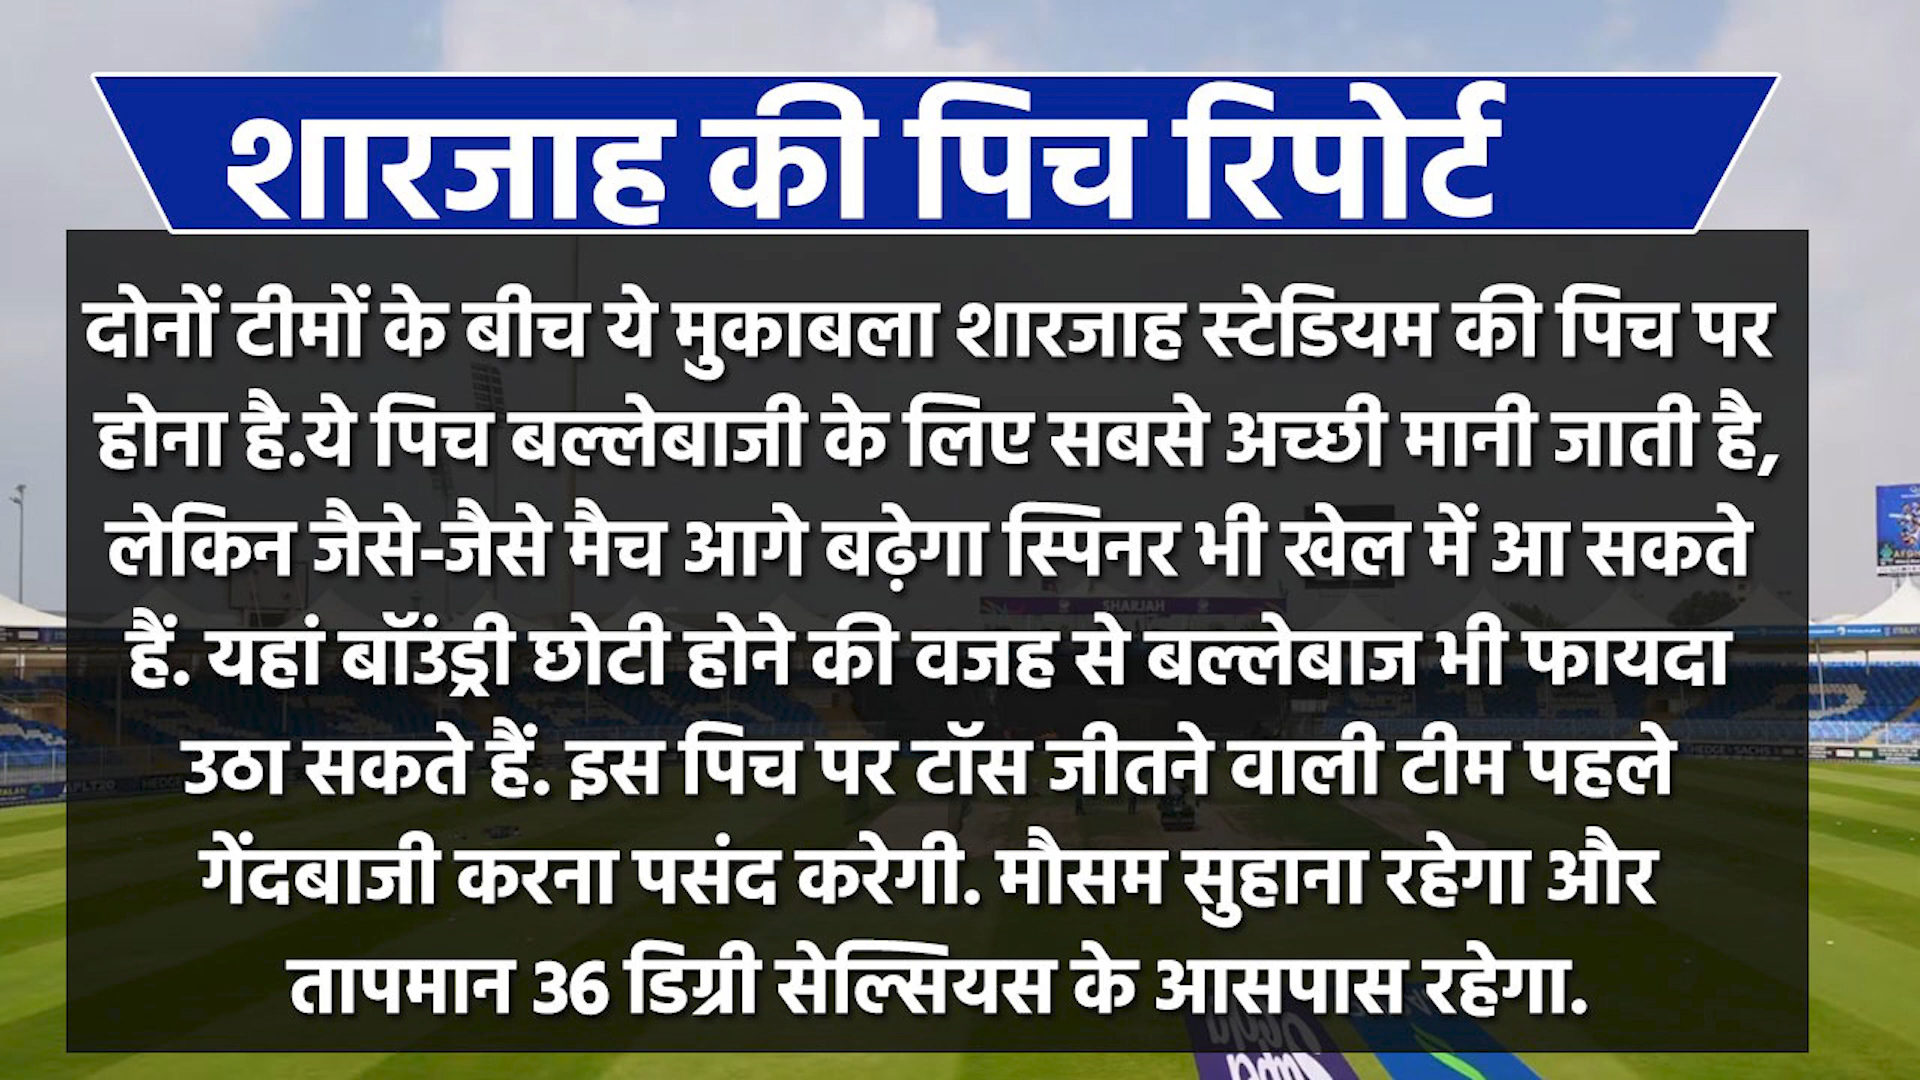 शारजाह की पिच रिपोर्ट
दोनों टीमों के बीच ये मुकाबला शारजाह स्टेडियम की पिच पर
होना है.ये पिच बल्लेबाजी के लिए सबसे अच्छी मानी जाती है,
लेकिन जैसे-जैसे मैच आगे बढ़ेगा स्पिनर भी खेल में आ सकते
हैं. यहां बॉउंड्री छोटी होने की वजह से बल्लेबाज भी फायदा
उठा सकते हैं. इस पिच पर टॉस जीतने वाली टीम पहले
गेंदबाजी करना पसंद करेगी. मौसम सुहाना रहेगा और
तापमान 36 डिग्री सेल्सियस के आसपास रहेगा.
SHARJAH